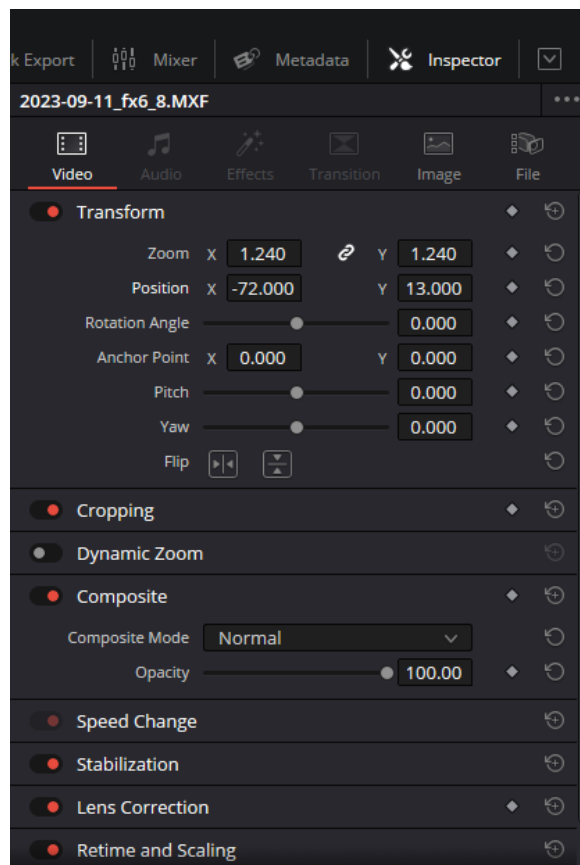 k Export Mixer Metadata Inspector
2023-09-11_fx6_8.MXF
Video Audio Effects Transition Image File
Transform
Zoom X 1.240 Y 1.240
Position X -72.000 Y 13.000
Rotation Angle 0.000
Anchor Point X 0.000 Y 0.000
Pitch 0.000
Yaw 0.000
Flip
Cropping
Dynamic Zoom
Composite
Composite Mode Normal
Opacity 100.00
Speed Change
Stabilization
Lens Correction
Retime and Scaling